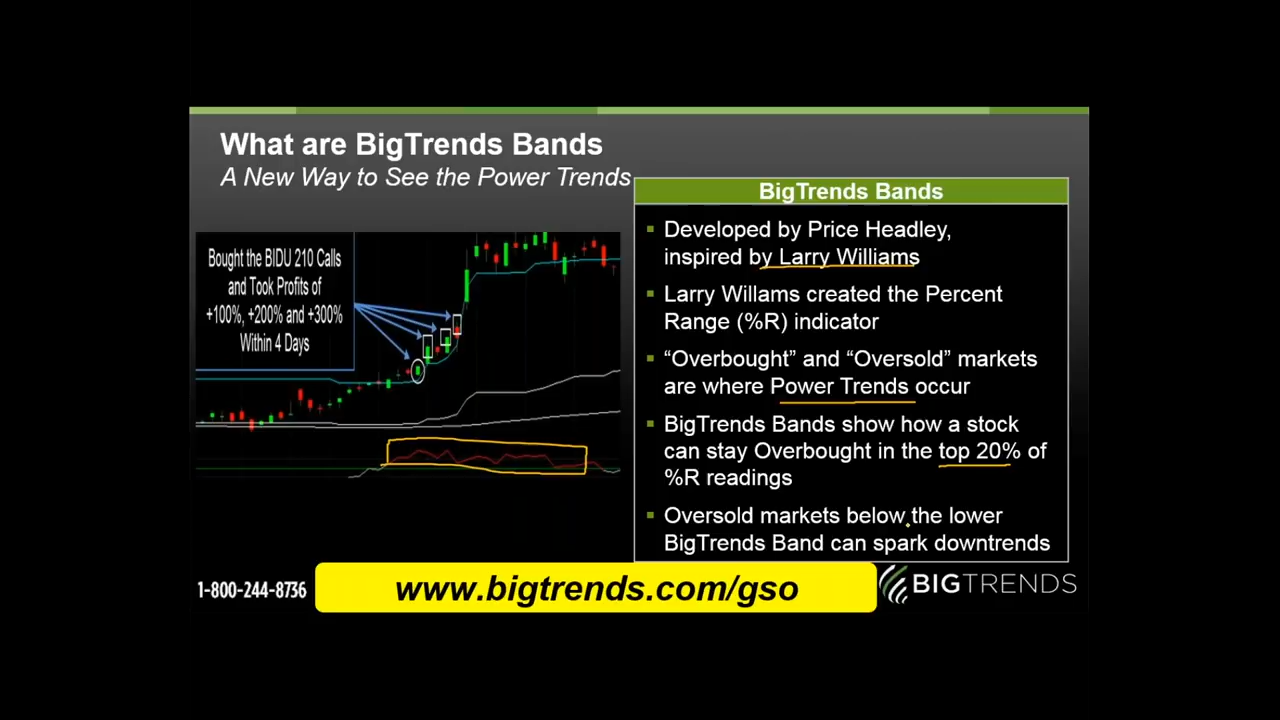 What are BigTrends Bands
A New Way to See the Power Trends
Bought the BIDU 210 Calls
and Took Profits of
+100%, +200% and +300%
Within 4 Days
BigTrends Bands
Developed by Price Headley,
inspired by Larry Williams
Larry Willams created the Percent
Range (%R) indicator
“Overbought” and “Oversold” markets
are where Power Trends occur
BigTrends Bands show how a stock
can stay Overbought in the top 20% of
%R readings
Oversold markets below the lower
BigTrends Band can spark downtrends
1-800-244-8736
www.bigtrends.com/gso
BIGTRENDS